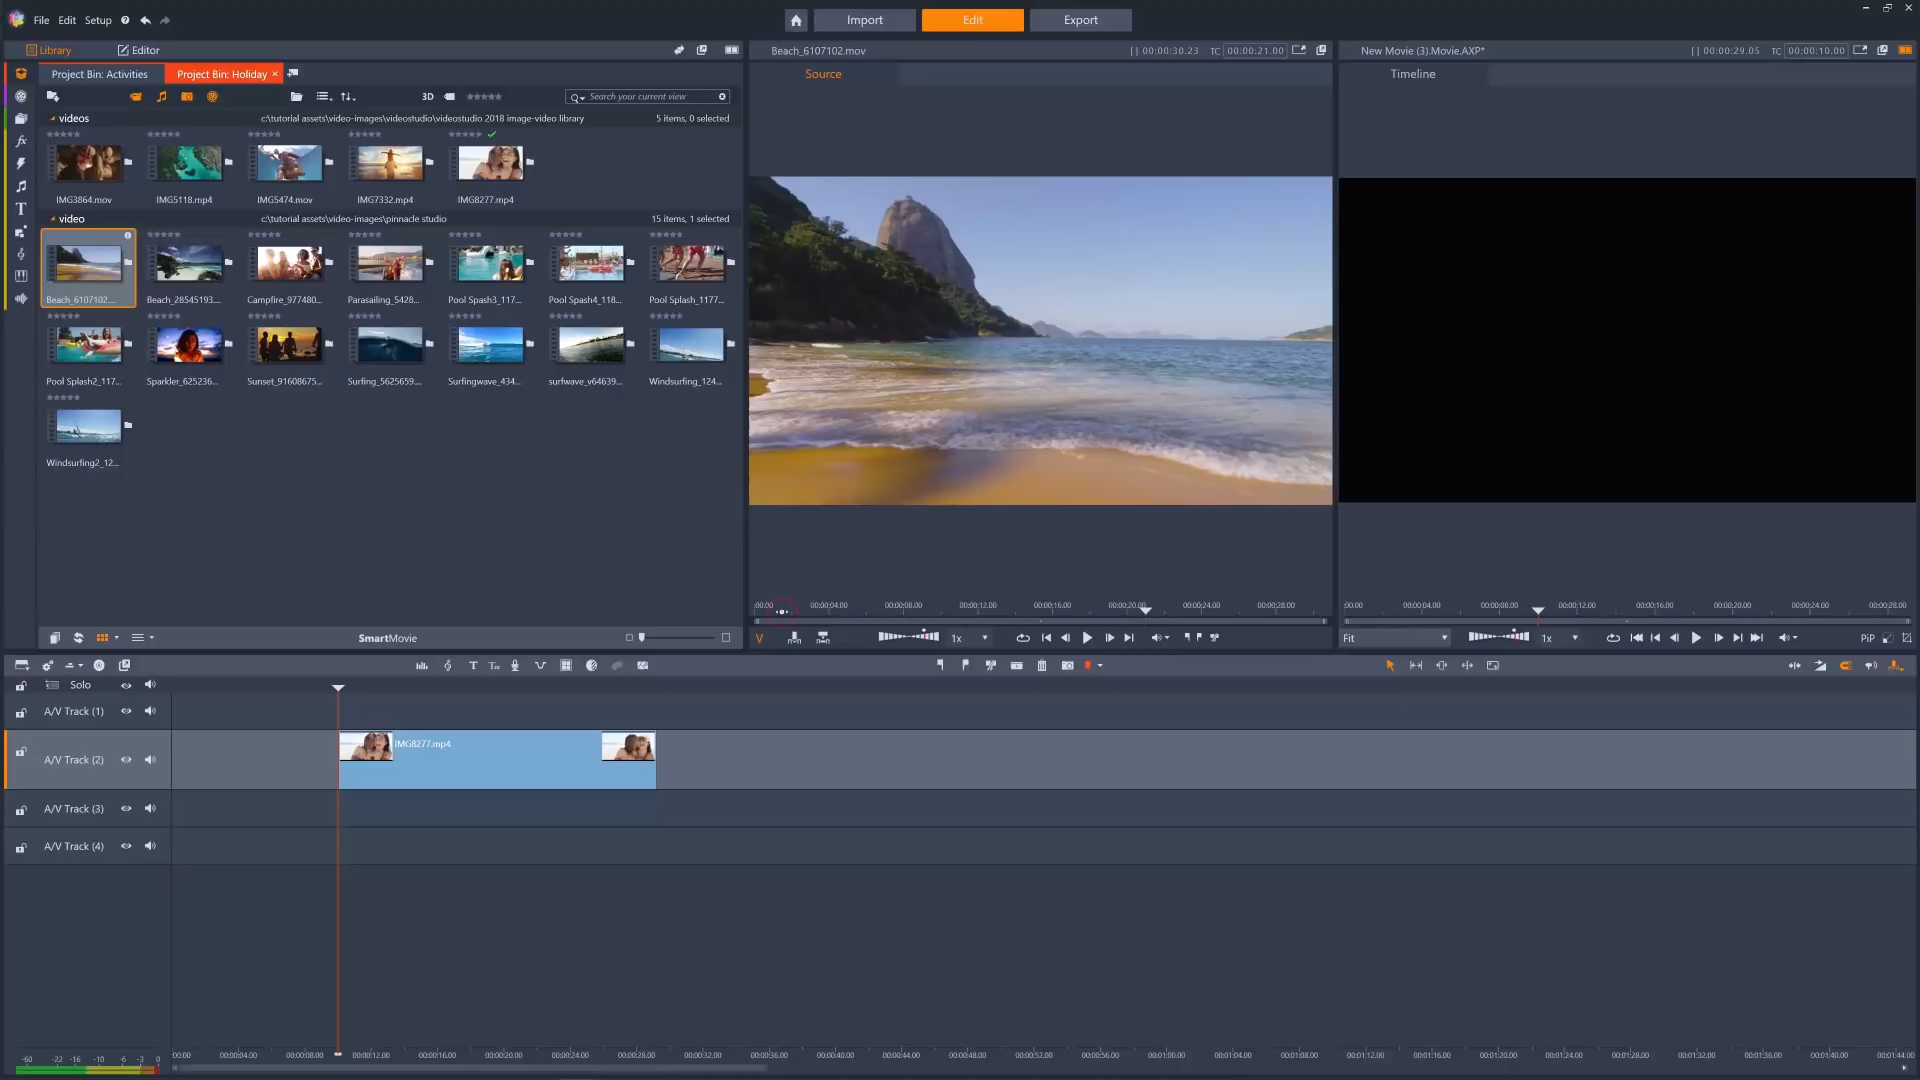 File Edit Setup
Import Edit Export
Library Editor
Beach_6107102.mov [ ] 00:00:30.23 TC 00:00:21.00
New Movie (3).Movie.AXP* [ ] 00:00:29.05 TC 00:00:10.00
Project Bin: Activities Project Bin: Holiday ×
Source
Timeline
3D Search your current view
videos c:\tutorial assets\video-images\videostudio\videostudio 2018 image-video library 5 items, 0 selected
IMG3864.mov IMG5118.mp4 IMG5474.mov IMG7332.mp4 IMG8277.mp4
video c:\tutorial assets\video-images\pinnacle studio 15 items, 1 selected
Beach_6107102.... Beach_28545193.... Campfire_977480... Parasailing_5428... Pool Spash3_117... Pool Spash4_118... Pool Splash_1177...
Pool Splash2_117... Sparkler_625236... Sunset_91608675... Surfing_5625659.... Surfingwave_434... surfwave_v64639... Windsurfing_124...
Windsurfing2_12...
:00.00 00:00:04.00 00:00:08.00 00:00:12.00 00:00:16.00 00:00:20.00 00:00:24.00 00:00:28.00
:00.00 00:00:04.00 00:00:08.00 00:00:12.00 00:00:16.00 00:00:20.00 00:00:24.00 00:00:28.00
SmartMovie
V 1x
Fit 1x PiP
Solo
A/V Track (1)
A/V Track (2) IMG8277.mp4
A/V Track (3)
A/V Track (4)
:00.00 00:00:04.00 00:00:08.00 00:00:12.00 00:00:16.00 00:00:20.00 00:00:24.00 00:00:28.00 00:00:32.00 00:00:36.00 00:00:40.00 00:00:44.00 00:00:48.00 00:00:52.00 00:00:56.00 00:01:00.00 00:01:04.00 00:01:08.00 00:01:12.00 00:01:16.00 00:01:20.00 00:01:24.00 00:01:28.00 00:01:32.00 00:01:36.00 00:01:40.00 00:01:44.00
-60 -22 -16 -10 -6 -3 0